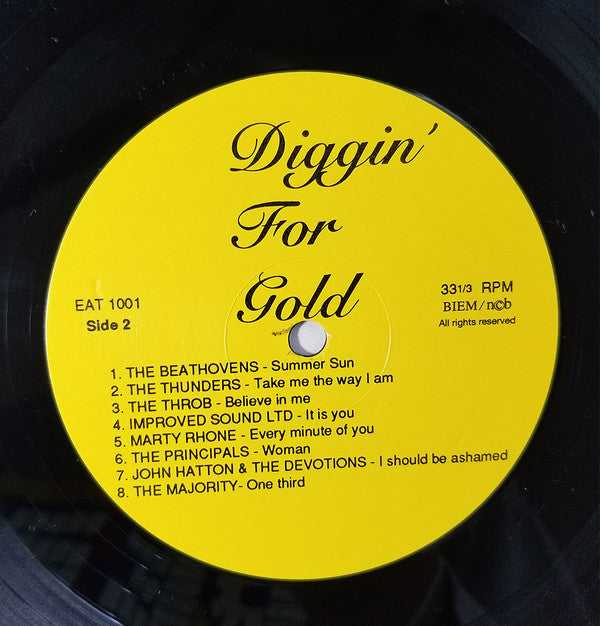 Diggin'
For
Gold
EAT 1001
Side 2
33 1/3 RPM
BIEM/n©b
All rights reserved
1. THE BEATHOVENS - Summer Sun
2. THE THUNDERS - Take me the way I am
3. THE THROB - Believe in me
4. IMPROVED SOUND LTD - It is you
5. MARTY RHONE - Every minute of you
6. THE PRINCIPALS - Woman
7. JOHN HATTON & THE DEVOTIONS - I should be ashamed
8. THE MAJORITY- One third